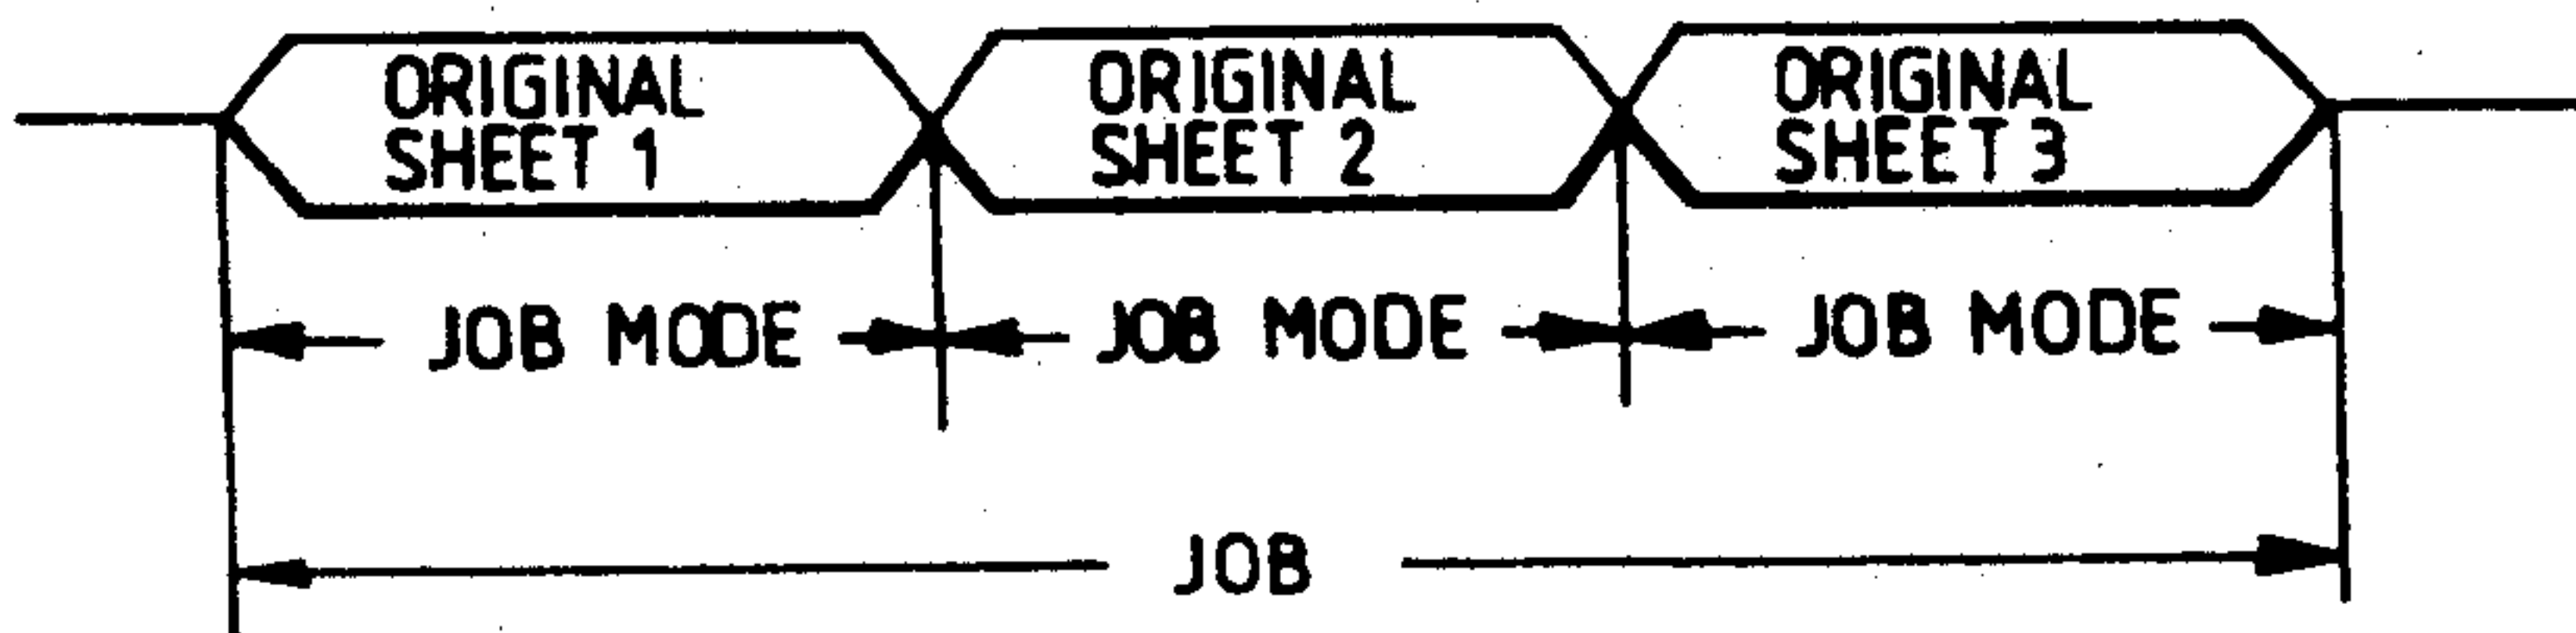 ORIGINAL
SHEET 1
ORIGINAL
SHEET 2
ORIGINAL
SHEET 3
JOB MODE
JOB MODE
JOB MODE
JOB